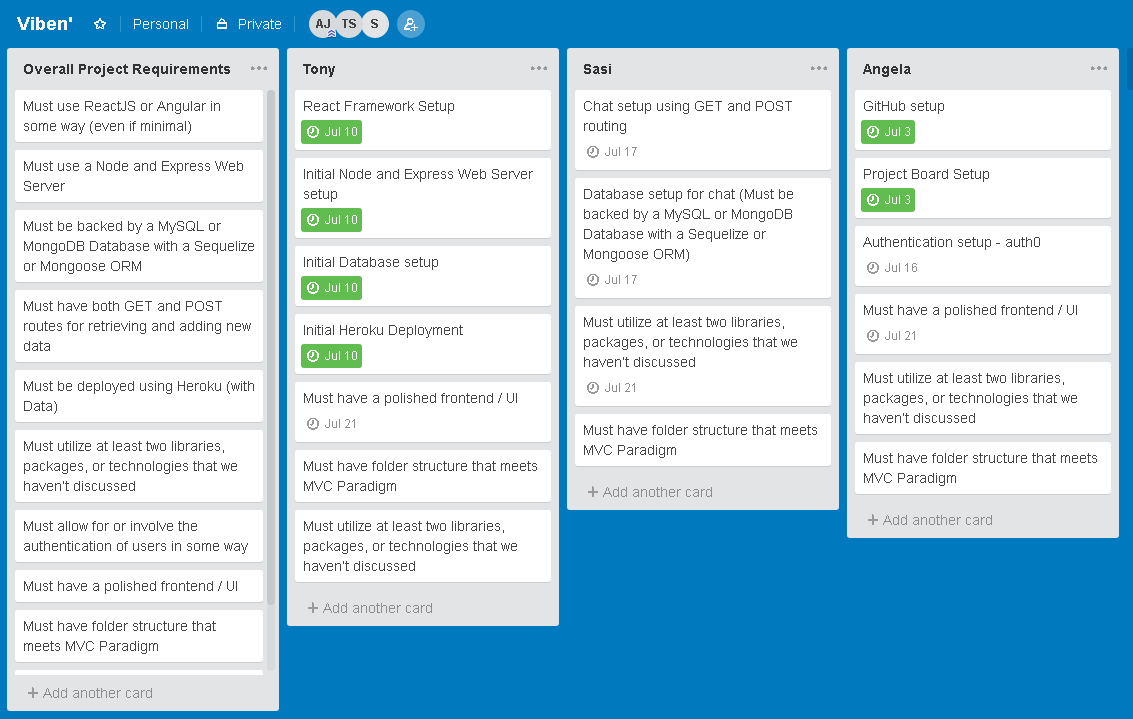 Viben'
Personal
Private
AJ
TS
S
Overall Project Requirements
Must use ReactJS or Angular in
some way (even if minimal)
Must use a Node and Express Web
Server
Must be backed by a MySQL or
MongoDB Database with a Sequelize
or Mongoose ORM
Must have both GET and POST
routes for retrieving and adding new
data
Must be deployed using Heroku (with
Data)
Must utilize at least two libraries,
packages, or technologies that we
haven't discussed
Must allow for or involve the
authentication of users in some way
Must have a polished frontend / UI
Must have folder structure that
meets MVC Paradigm
+ Add another card
Tony
React Framework Setup
Jul 10
Initial Node and Express Web Server
setup
Jul 10
Initial Database setup
Jul 10
Initial Heroku Deployment
Jul 10
Must have a polished frontend / UI
Jul 21
Must have folder structure that meets
MVC Paradigm
Must utilize at least two libraries,
packages, or technologies that we
haven't discussed
+ Add another card
Sasi
Chat setup using GET and POST
routing
Jul 17
Database setup for chat (Must be
backed by a MySQL or MongoDB
Database with a Sequelize or
Mongoose ORM)
Jul 17
Must utilize at least two libraries,
packages, or technologies that we
haven't discussed
Jul 21
Must have folder structure that meets
MVC Paradigm
+ Add another card
Angela
GitHub setup
Jul 3
Project Board Setup
Jul 3
Authentication setup - auth0
Jul 16
Must have a polished frontend / UI
Jul 21
Must utilize at least two libraries,
packages, or technologies that we
haven't discussed
Must have folder structure that meets
MVC Paradigm
+ Add another card